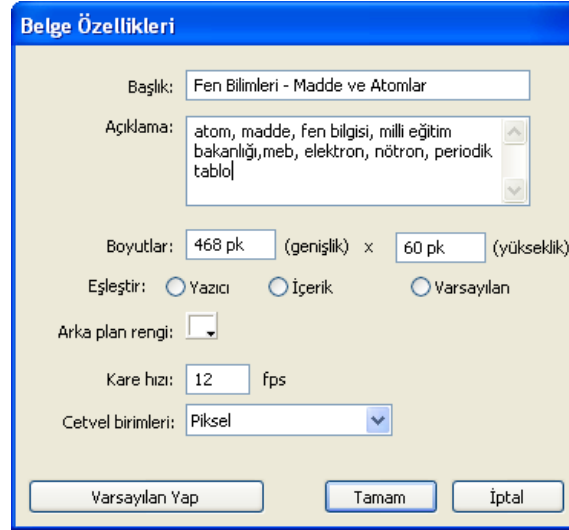 Belge Özellikleri
Başlık: Fen Bilimleri - Madde ve Atomlar
Açıklama: atom, madde, fen bilgisi, milli eğitim
bakanlığı,meb, elektron, nötron, periodik
tablo
Boyutlar: 468 pk (genişlik) x 60 pk (yükseklik)
Eşleştir: Yazıcı İçerik Varsayılan
Arka plan rengi:
Kare hızı: 12 fps
Cetvel birimleri: Piksel
Varsayılan Yap Tamam İptal